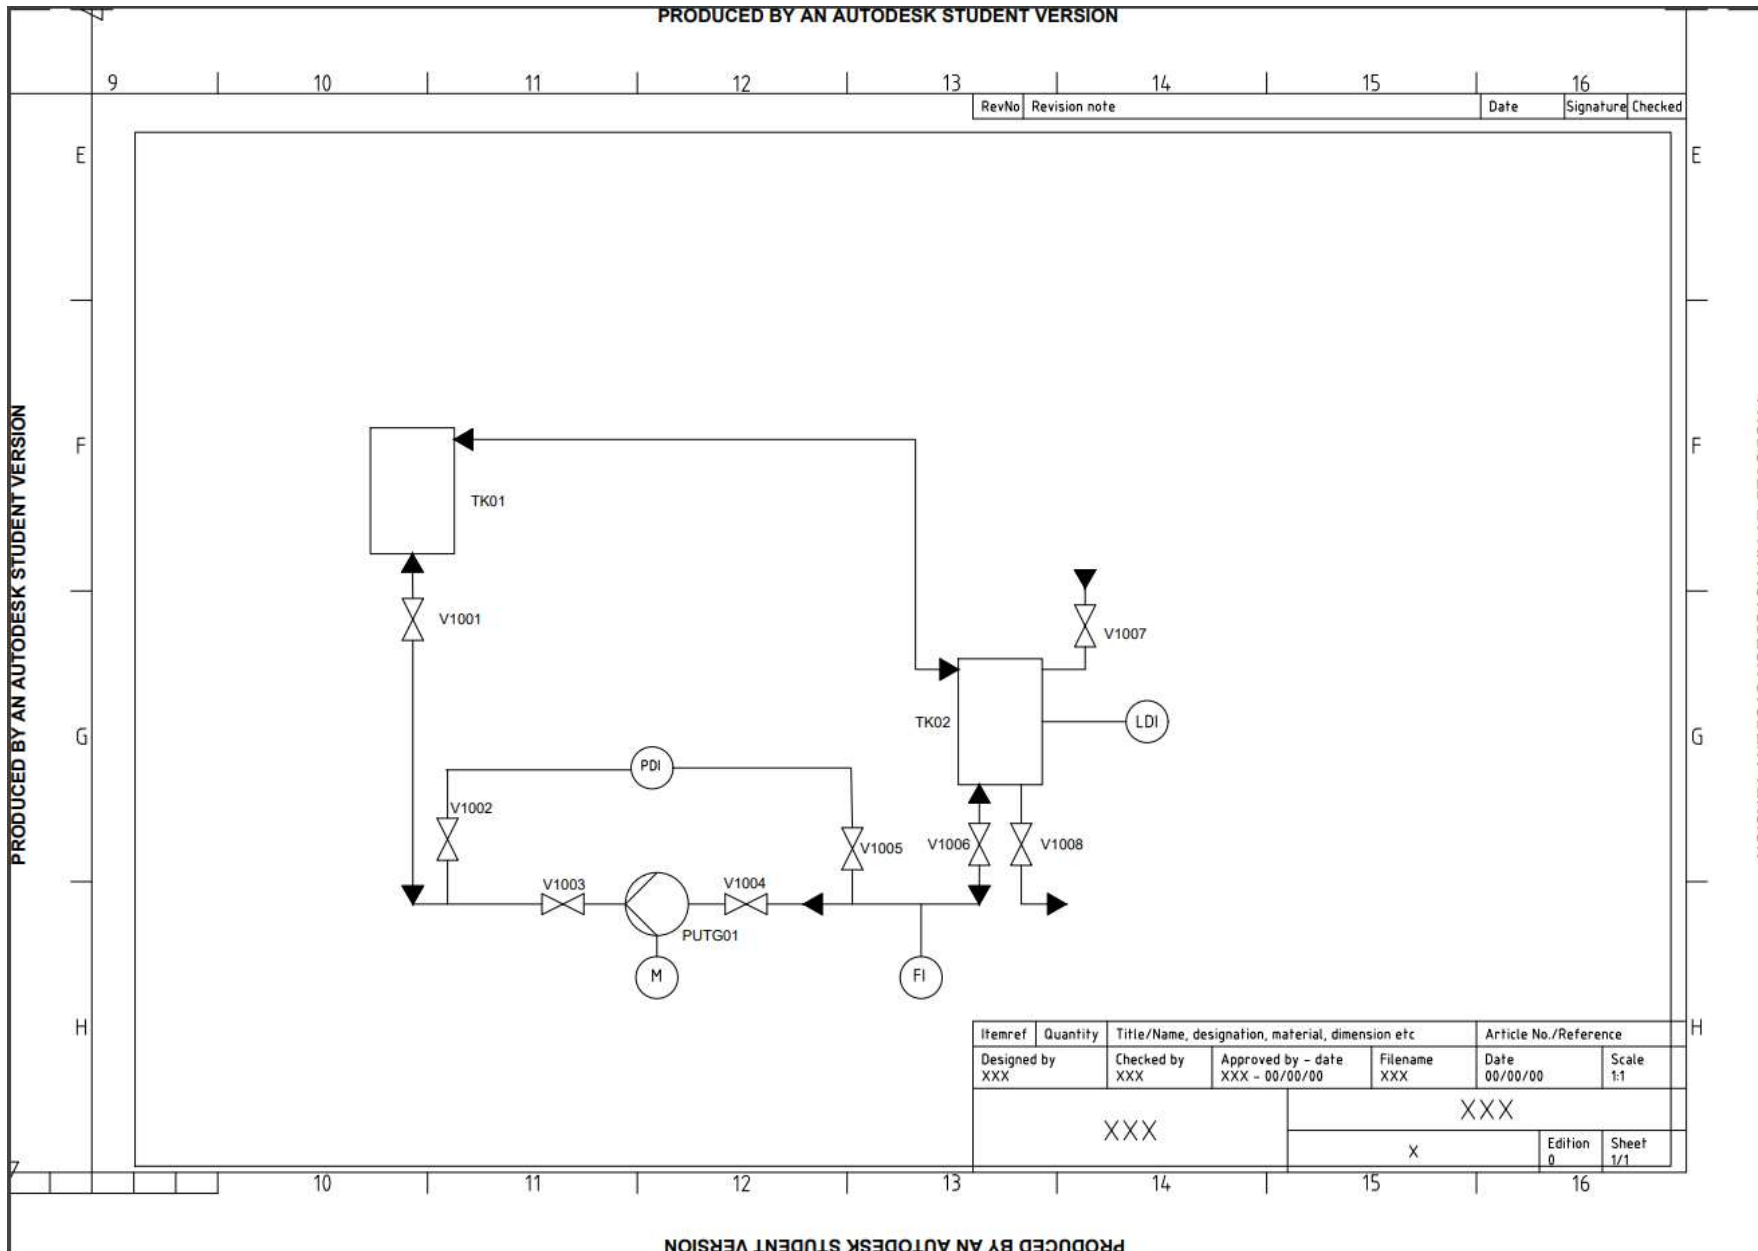 PRODUCED BY AN AUTODESK STUDENT VERSION
9 10 11 12 13 14 15 16
RevNo Revision note Date Signature Checked
E E
PRODUCED BY AN AUTODESK STUDENT VERSION
F F
TK01
V1001
V1007
TK02
LDI
G G
PDI
V1002
V1005
V1006
V1008
V1003
V1004
PUTG01
M
FI
H H
Itemref Quantity Title/Name, designation, material, dimension etc Article No./Reference
Designed by Checked by Approved by - date Filename Date Scale
XXX XXX XXX - 00/00/00 XXX 00/00/00 1:1
XXX
XXX
X
Edition Sheet
0 1/1
10 11 12 13 14 15 16
PRODUCED BY AN AUTODESK STUDENT VERSION